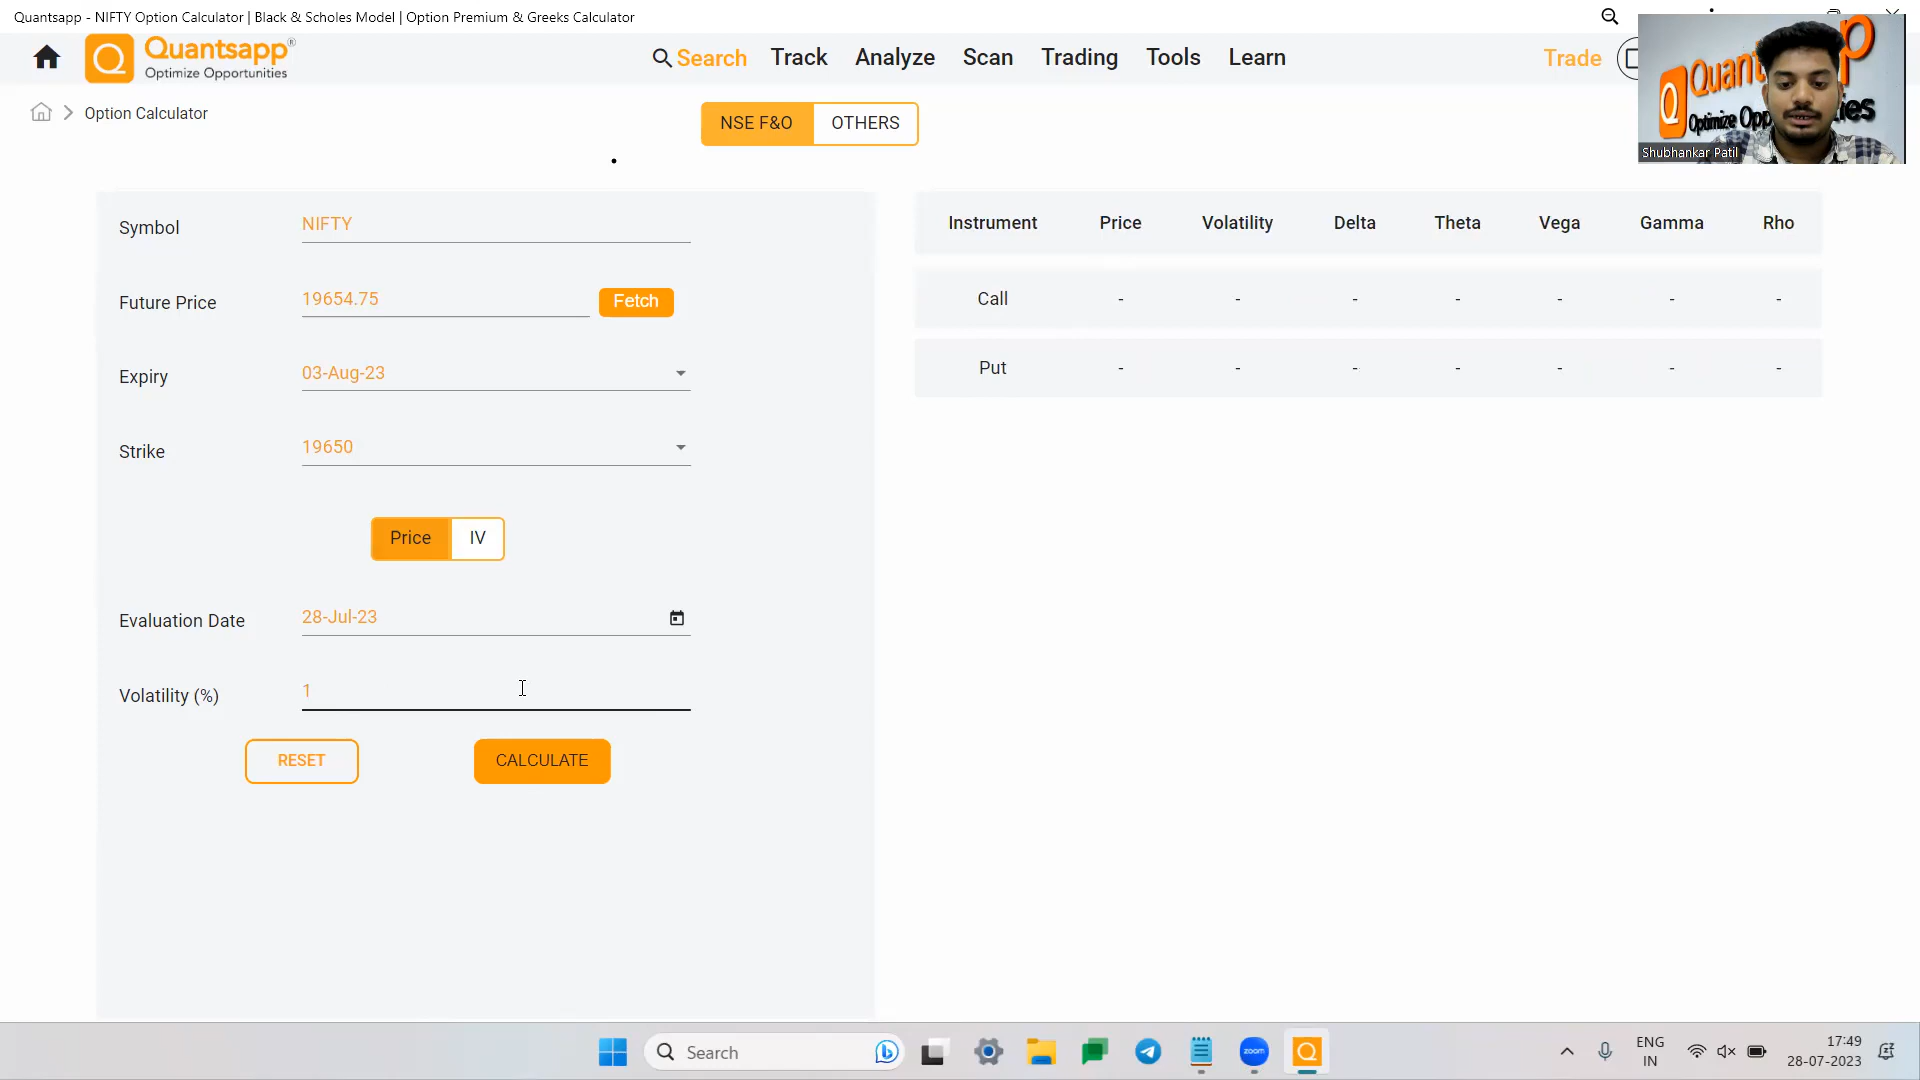 Quantsapp - NIFTY Option Calculator | Black & Scholes Model | Option Premium & Greeks Calculator
Quantsapp®
Optimize Opportunities
Search Track Analyze Scan Trading Tools Learn
Trade
Optimize Opp
Shubhankar Patil
Option Calculator
NSE F&O OTHERS
Symbol NIFTY
Future Price 19654.75 Fetch
Expiry 03-Aug-23
Strike 19650
Price IV
Evaluation Date 28-Jul-23
Volatility (%) 1
RESET CALCULATE
Instrument Price Volatility Delta Theta Vega Gamma Rho
Call - - - - - - -
Put - - - - - - -
Search
zoom
ENG
IN
17:49
28-07-2023